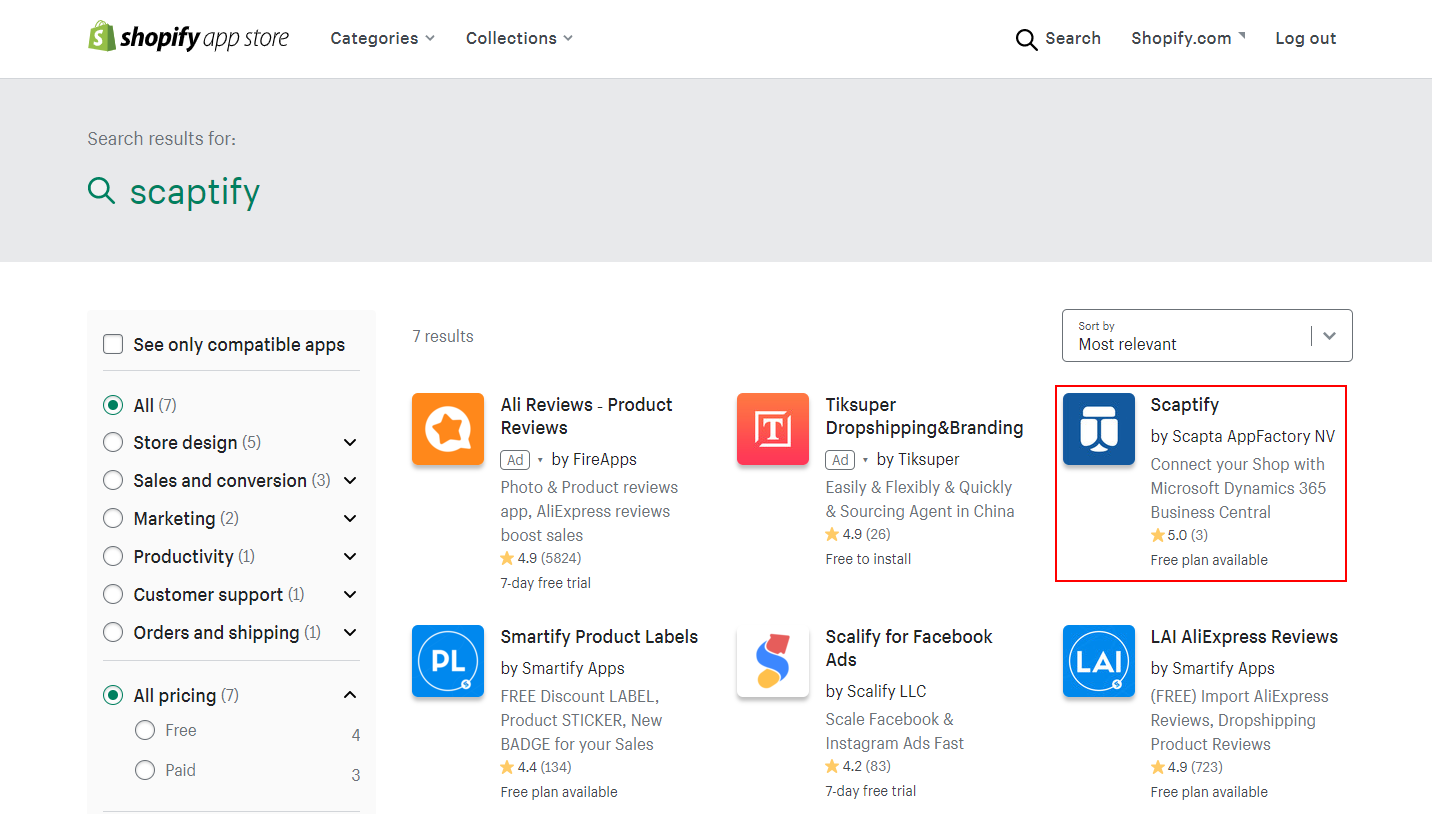 shopify app store
Categories
Collections
Search
Shopify.com
Log out
Search results for:
scaptify
See only compatible apps
All (7)
Store design (5)
Sales and conversion (3)
Marketing (2)
Productivity (1)
Customer support (1)
Orders and shipping (1)
All pricing (7)
Free 4
Paid 3
7 results
Sort by
Most relevant
Ali Reviews - Product
Reviews
Ad • by FireApps
Photo & Product reviews
app, AliExpress reviews
boost sales
4.9 (5824)
7-day free trial
T
Tiksuper
Dropshipping&Branding
Ad • by Tiksuper
Easily & Flexibly & Quickly
& Sourcing Agent in China
4.9 (26)
Free to install
Scaptify
by Scapta AppFactory NV
Connect your Shop with
Microsoft Dynamics 365
Business Central
5.0 (3)
Free plan available
PL
Smartify Product Labels
by Smartify Apps
FREE Discount LABEL,
Product STICKER, New
BADGE for your Sales
4.4 (134)
Free plan available
Scalify for Facebook
Ads
by Scalify LLC
Scale Facebook &
Instagram Ads Fast
4.2 (83)
7-day free trial
LAI
LAI AliExpress Reviews
by Smartify Apps
(FREE) Import AliExpress
Reviews, Dropshipping
Product Reviews
4.9 (723)
Free plan available